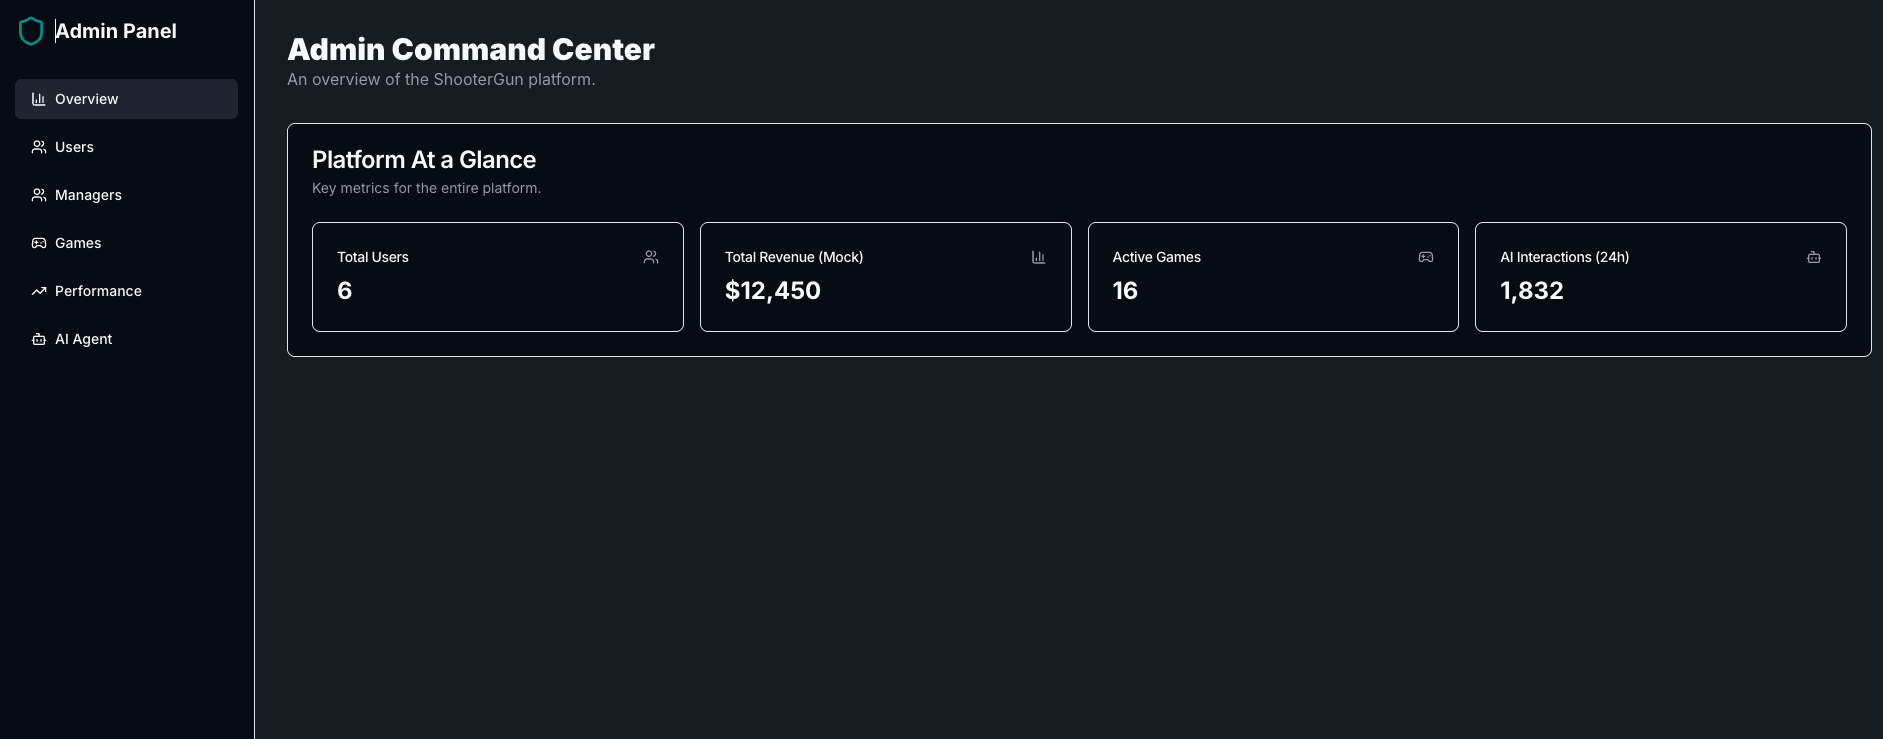 Admin Panel
Overview
Users
Managers
Games
Performance
AI Agent
Admin Command Center
An overview of the ShooterGun platform.
Platform At a Glance
Key metrics for the entire platform.
Total Users
6
Total Revenue (Mock)
$12,450
Active Games
16
AI Interactions (24h)
1,832